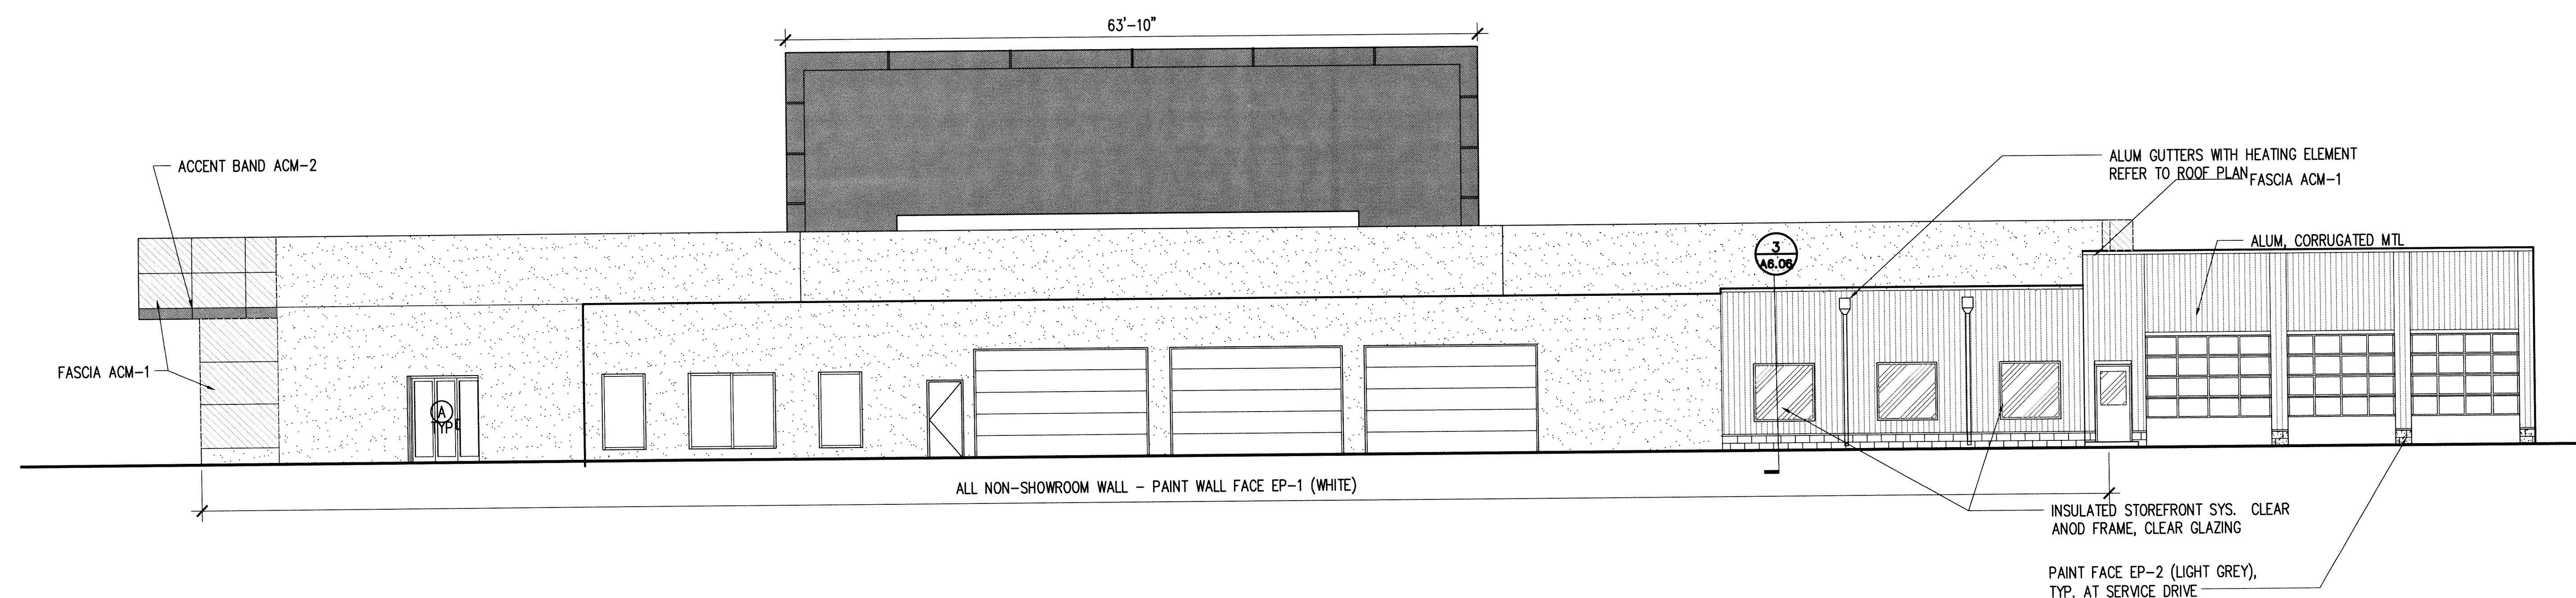 63'-10"
ACCENT BAND ACM-2
ALUM GUTTERS WITH HEATING ELEMENT
REFER TO ROOF PLAN
FASCIA ACM-1
3
A6.06
ALUM, CORRUGATED MTL
FASCIA ACM-1
A
TYP
ALL NON-SHOWROOM WALL - PAINT WALL FACE EP-1 (WHITE)
INSULATED STOREFRONT SYS. CLEAR
ANOD FRAME, CLEAR GLAZING
PAINT FACE EP-2 (LIGHT GREY),
TYP. AT SERVICE DRIVE